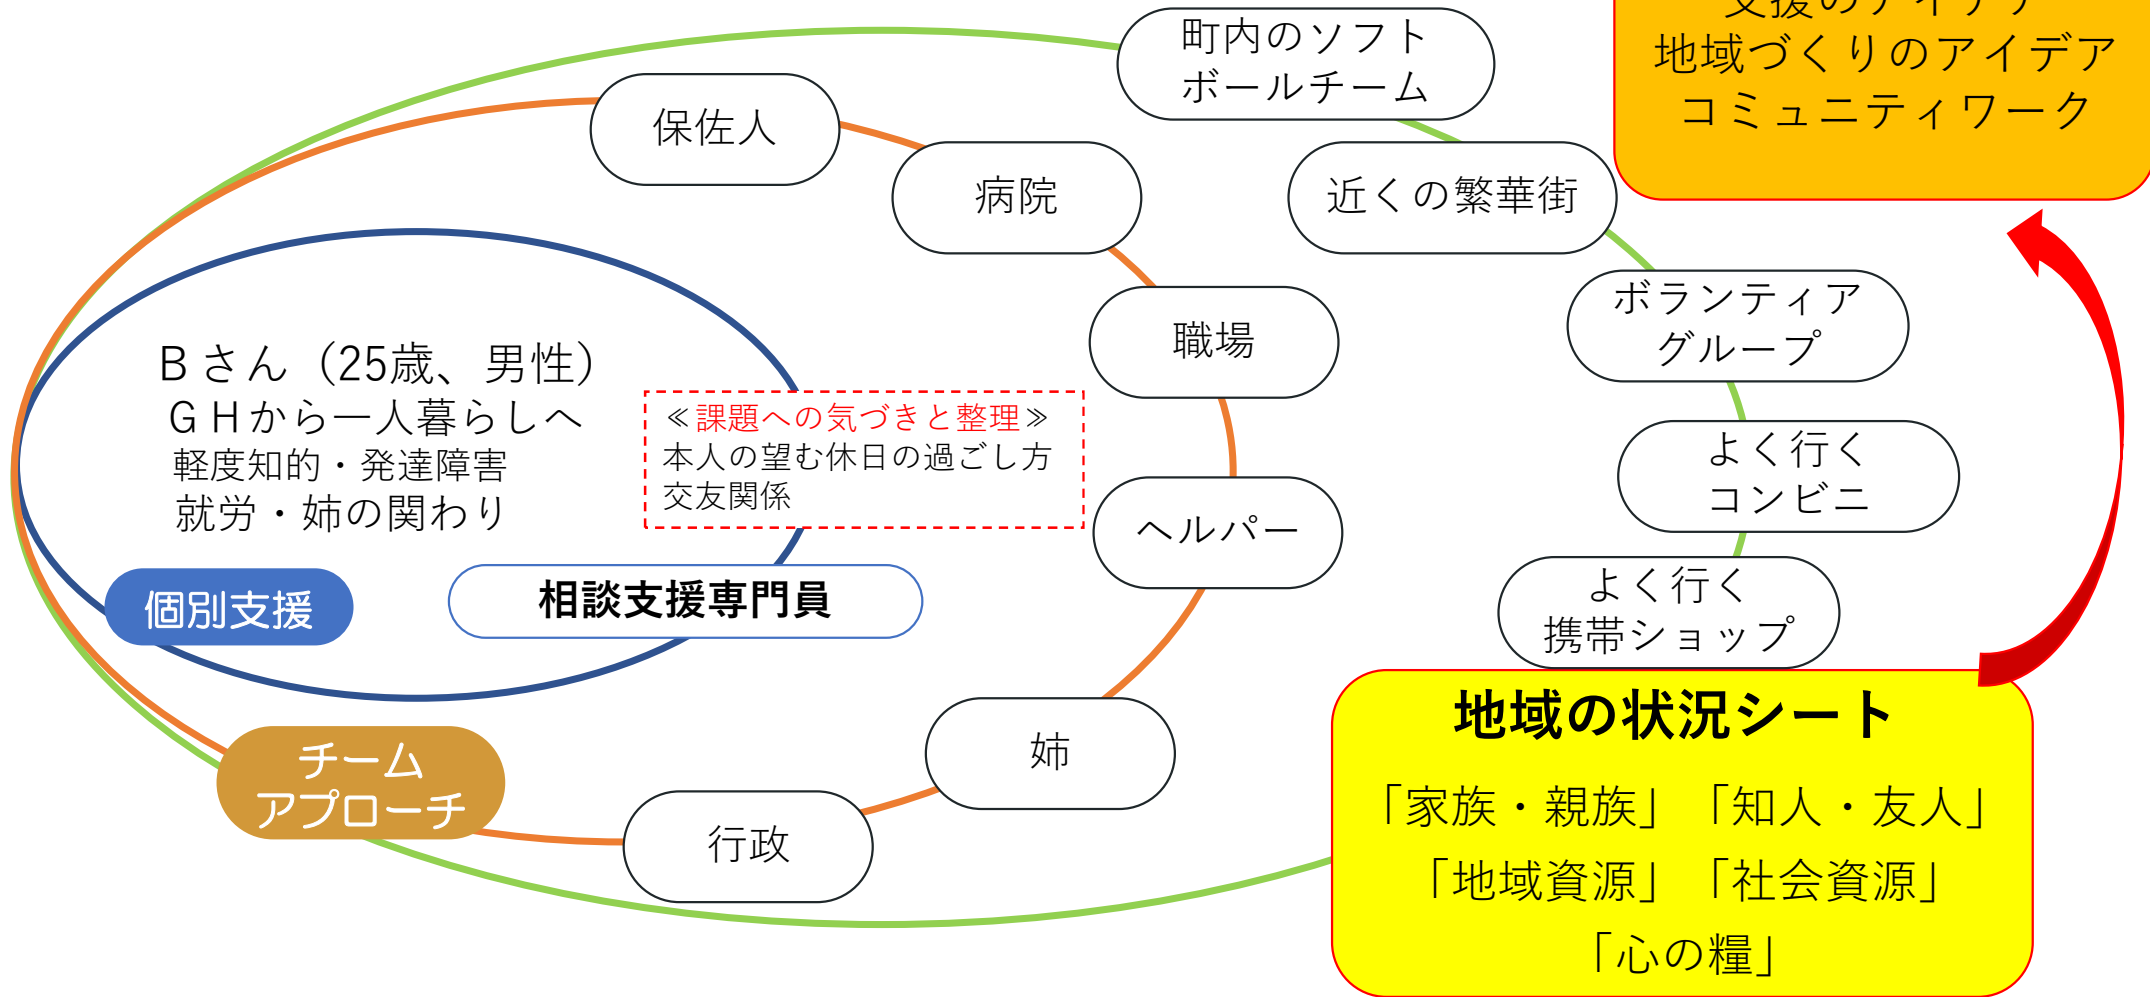 町内のソフト
ボールチーム
支援のアイデア
地域づくりのアイデア
コミュニティワーク
保佐人
病院
近くの繁華街
職場
ボランティア
グループ
Ｂさん（25歳、男性）
ＧＨから一人暮らしへ
軽度知的・発達障害
就労・姉の関わり
≪課題への気づきと整理≫
本人の望む休日の過ごし方
交友関係
よく行く
コンビニ
ヘルパー
よく行く
携帯ショップ
個別支援
相談支援専門員
チーム
アプローチ
姉
行政
地域の状況シート
「家族・親族」「知人・友人」
「地域資源」「社会資源」
「心の糧」